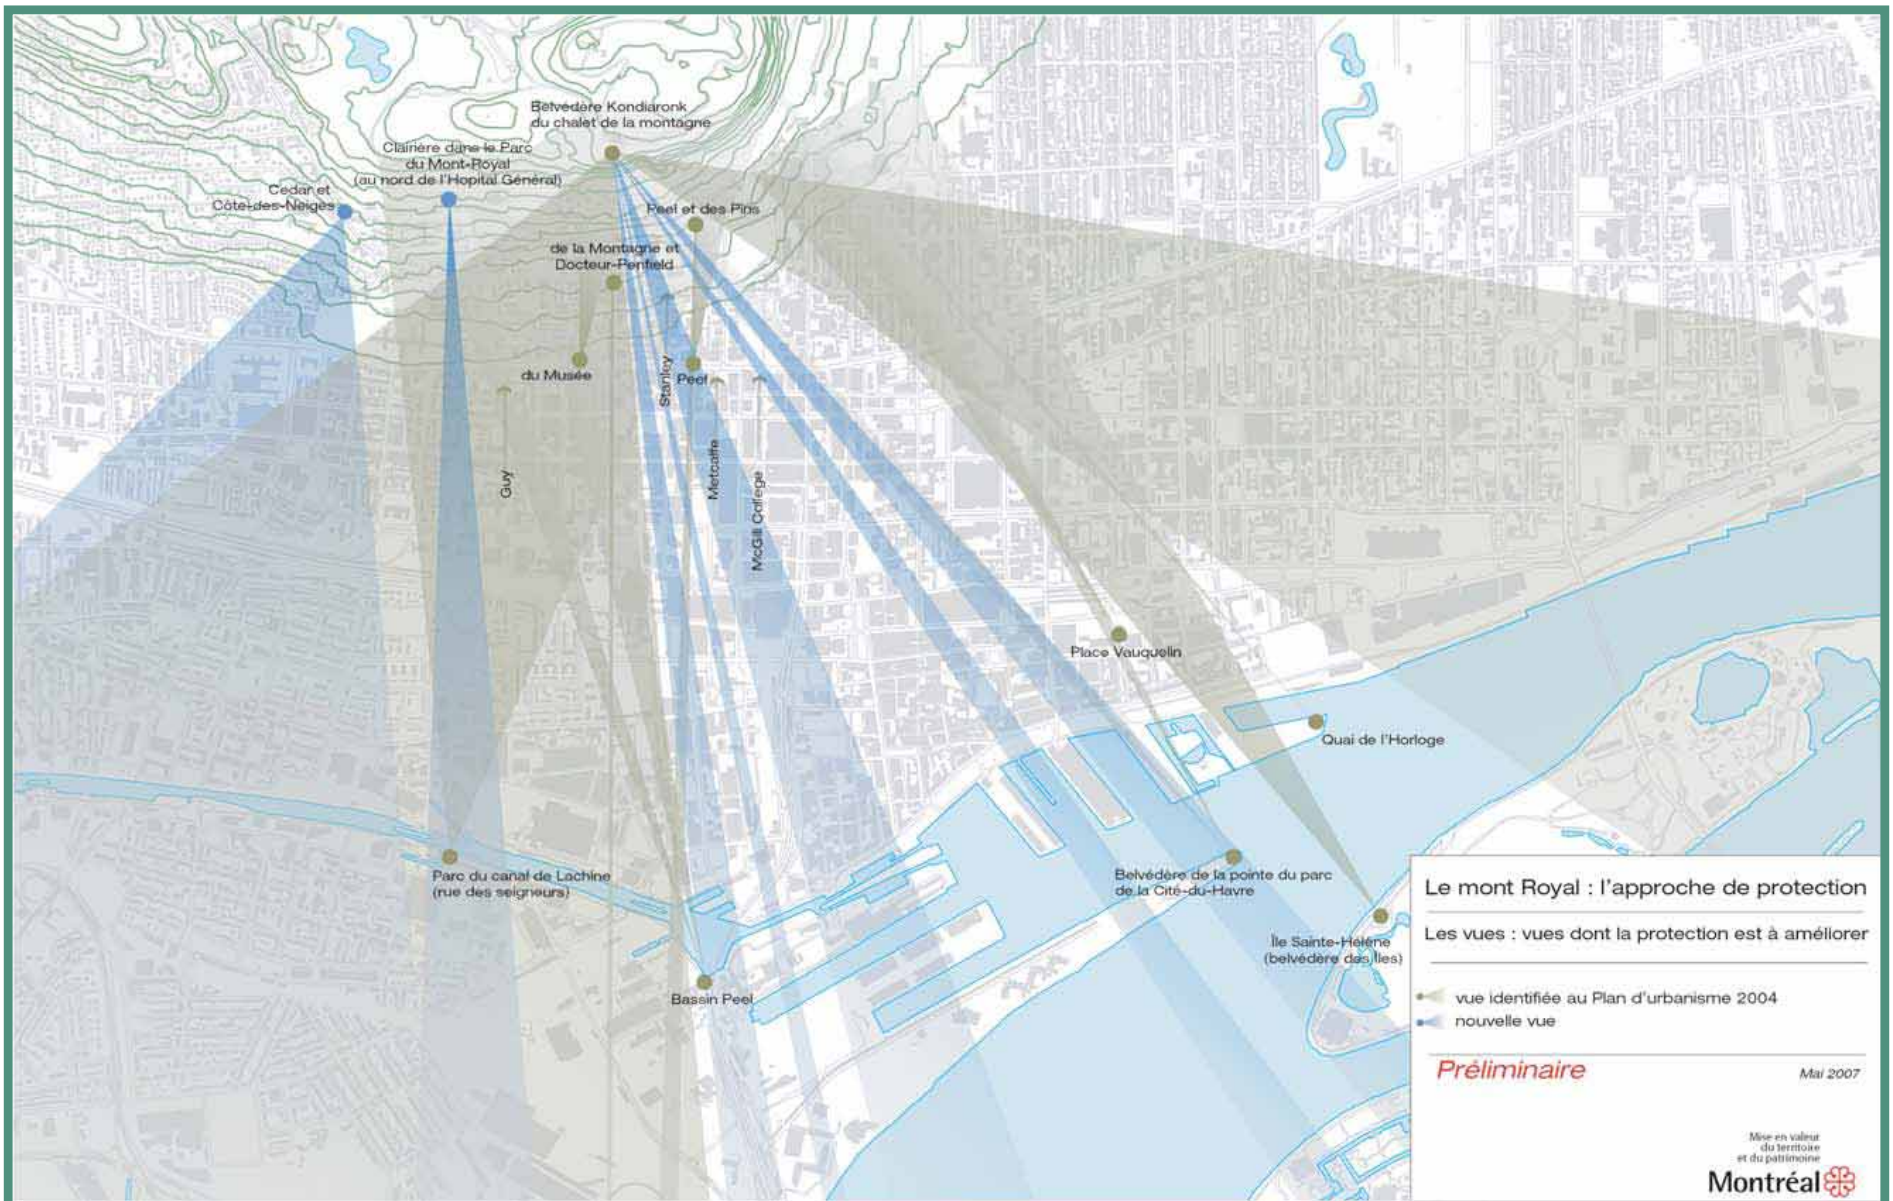 Belvédère Kondiaronk
du chalet de la montagne
Clairière dans le Parc
du Mont-Royal
(au nord de l'Hopital Général)
Cedar et
Côte-des-Neiges
Peel et des Pins
de la Montagne et
Docteur-Penfield
du Musée
Stanley
Peel
Guy
Metcalfe
McGill College
Place Vauquelin
Quai de l'Horloge
Parc du canal de Lachine
(rue des seigneurs)
Belvédère de la pointe du parc
de la Cité-du-Havre
Île Sainte-Hélène
(belvédère des Îles)
Bassin Peel
Le mont Royal : l'approche de protection
Les vues : vues dont la protection est à améliorer
vue identifiée au Plan d'urbanisme 2004
nouvelle vue
Préliminaire
Mai 2007
Mise en valeur
du territoire
et du patrimoine
Montréal